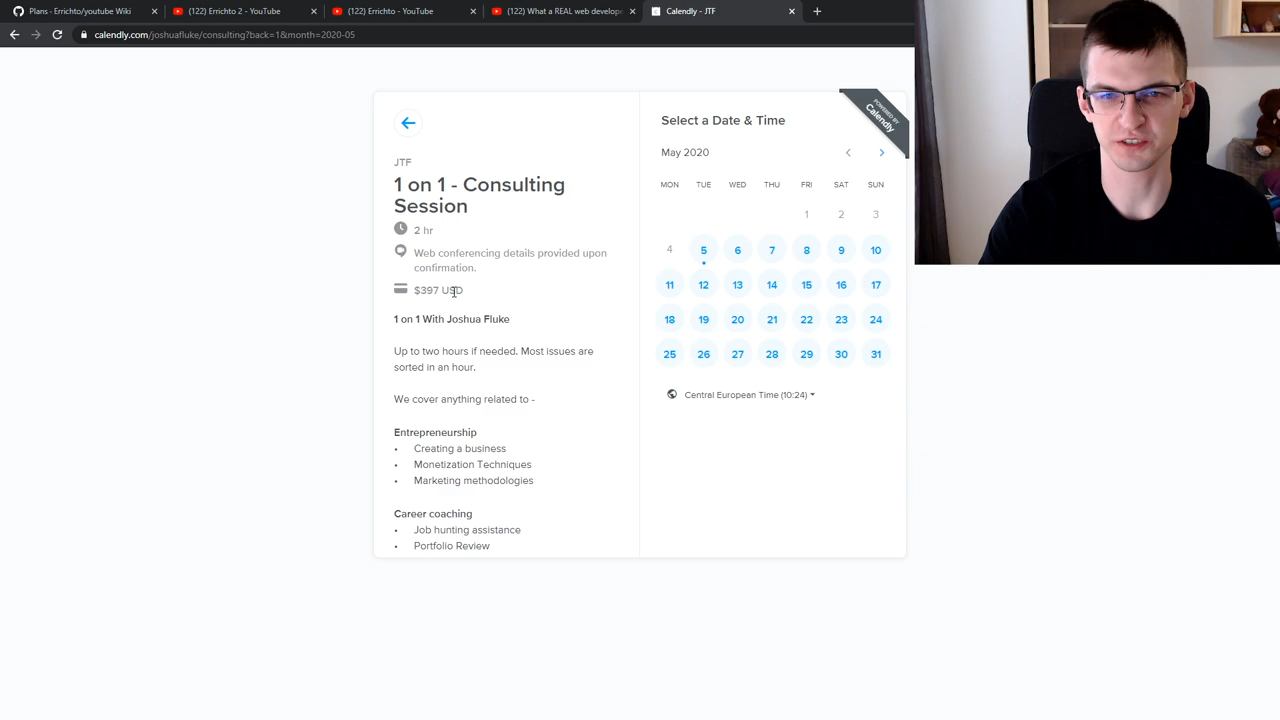 Plans · Errichto/youtube Wiki
(122) Errichto 2 - YouTube
(122) Errichto - YouTube
(122) What a REAL web develope
Calendly - JTF
calendly.com/joshuafluke/consulting?back=1&month=2020-05
POWERED BY
Calendly
JTF
1 on 1 - Consulting
Session
2 hr
Web conferencing details provided upon
confirmation.
$397 USD
1 on 1 With Joshua Fluke
Up to two hours if needed. Most issues are
sorted in an hour.
We cover anything related to -
Entrepreneurship
• Creating a business
• Monetization Techniques
• Marketing methodologies
Career coaching
• Job hunting assistance
• Portfolio Review
Select a Date & Time
May 2020
MON TUE WED THU FRI SAT SUN
1 2 3
4 5 6 7 8 9 10
11 12 13 14 15 16 17
18 19 20 21 22 23 24
25 26 27 28 29 30 31
Central European Time (10:24)